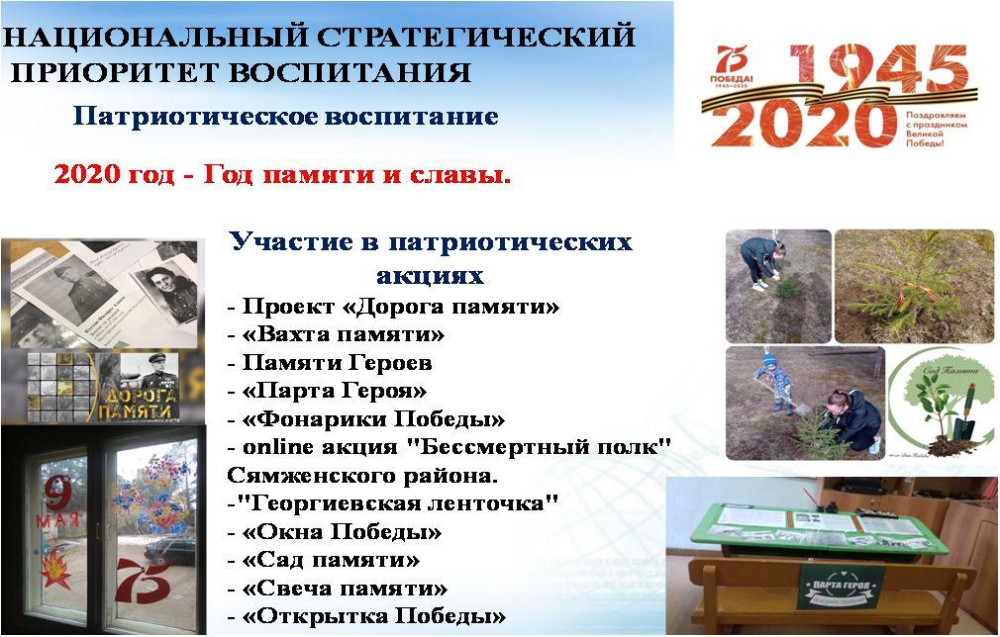 НАЦИОНАЛЬНЫЙ СТРАТЕГИЧЕСКИЙ
ПРИОРИТЕТ ВОСПИТАНИЯ
Патриотическое воспитание
2020 год - Год памяти и славы.
75
ПОБЕДА!
1945-2020
1945
2020
Поздравляем
с праздником
Великой
Победы!
Участие в патриотических
акциях
- Проект «Дорога памяти»
- «Вахта памяти»
- Памяти Героев
- «Парта Героя»
- «Фонарики Победы»
- online акция "Бессмертный полк"
Сямженского района.
-"Георгиевская ленточка"
- «Окна Победы»
- «Сад памяти»
- «Свеча памяти»
- «Открытка Победы»
ДОРОГА
ПАМЯТИ
9
МАЯ
75
Сад Памяти
ПАРТА ГЕРОЯ